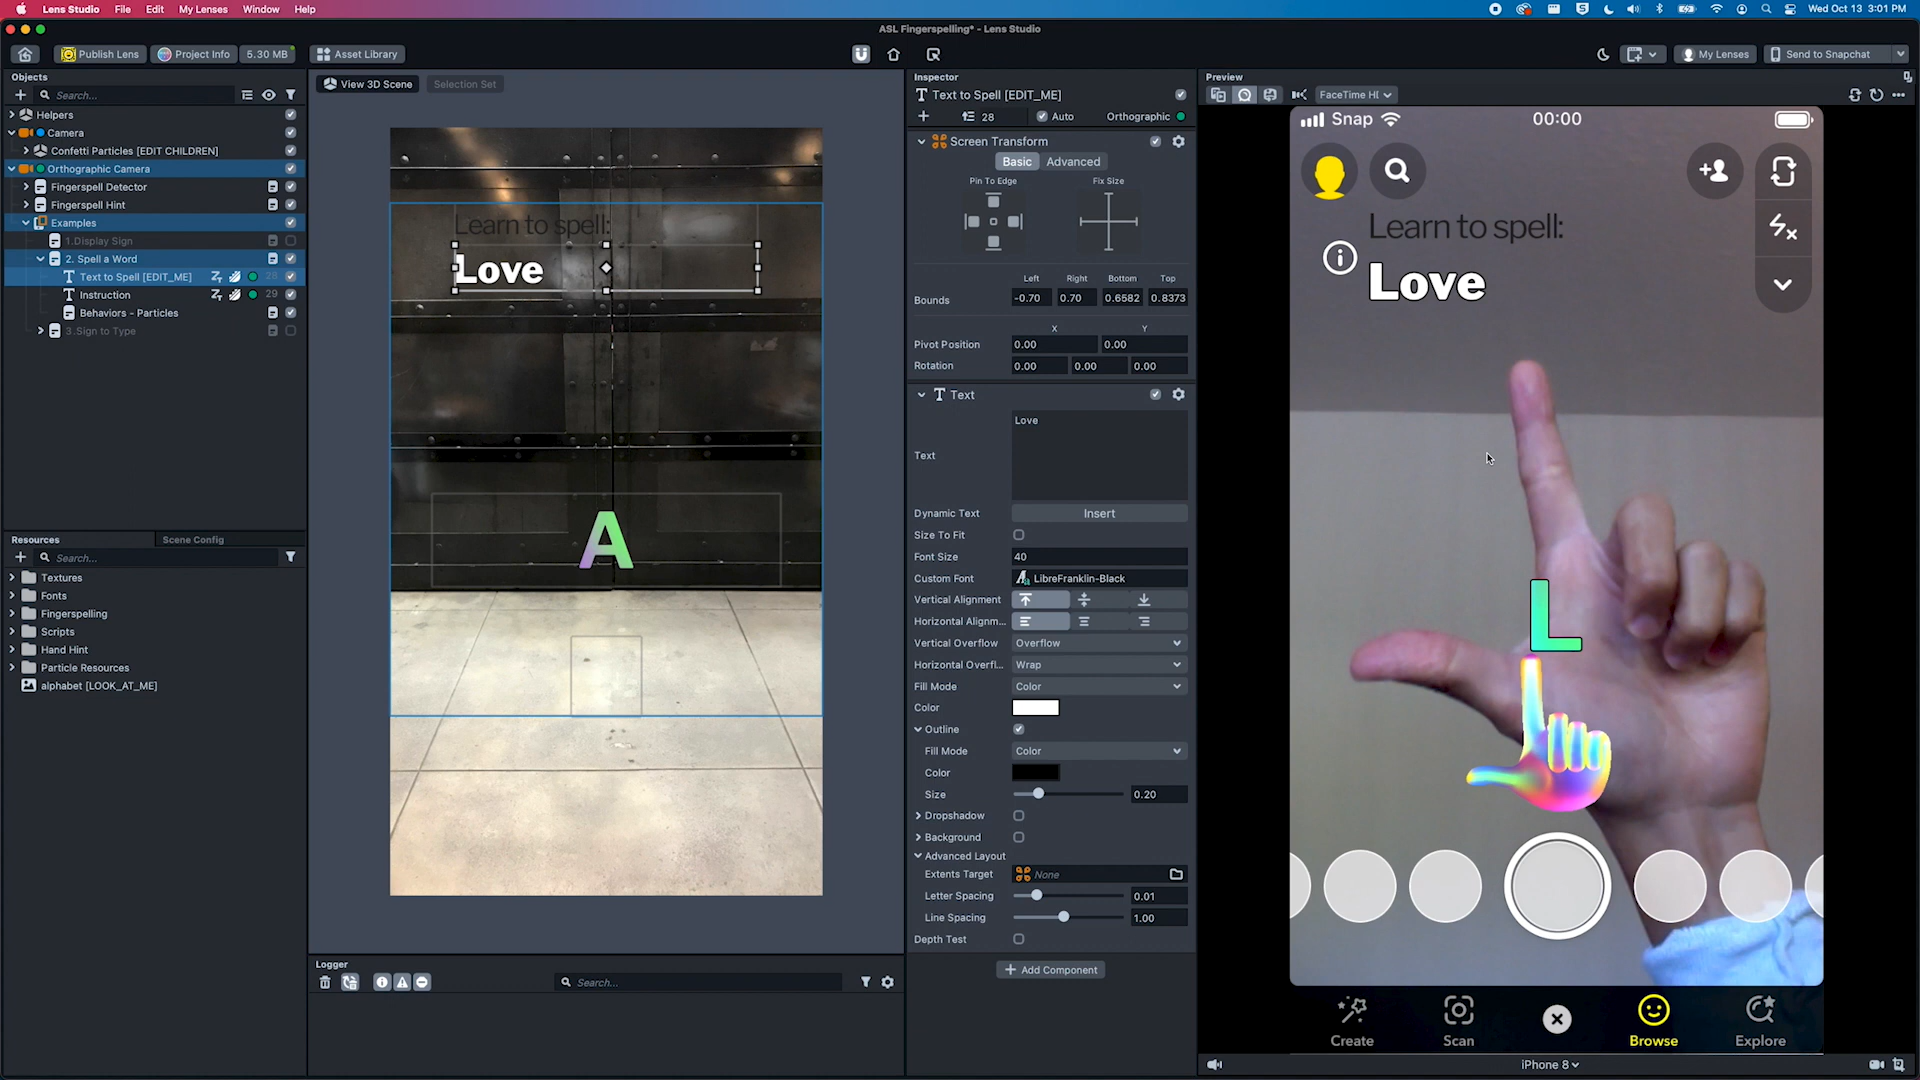 Lens Studio File Edit My Lenses Window Help
Wed Oct 13 3:01 PM
ASL Fingerspelling* - Lens Studio
Publish Lens Project Info 5.30 MB Asset Library
My Lenses Send to Snapchat
Objects
Search...
Helpers
Camera
Confetti Particles [EDIT CHILDREN]
Orthographic Camera
Fingerspell Detector
Fingerspell Hint
Examples
1.Display Sign
2. Spell a Word
Text to Spell [EDIT_ME] 28
Instruction 29
Behaviors - Particles
3.Sign to Type
Resources Scene Config
Search...
Textures
Fonts
Fingerspelling
Scripts
Hand Hint
Particle Resources
alphabet [LOOK_AT_ME]
View 3D Scene Selection Set
Learn to spell:
Love
A
Logger
Search...
Inspector
Text to Spell [EDIT_ME]
28 Auto Orthographic
Screen Transform
Basic Advanced
Pin To Edge Fix Size
Left Right Bottom Top
Bounds -0.70 0.70 0.6582 0.8373
X Y
Pivot Position 0.00 0.00
Rotation 0.00 0.00 0.00
Text
Love
Text
Dynamic Text Insert
Size To Fit
Font Size 40
Custom Font LibreFranklin-Black
Vertical Alignment
Horizontal Alignm...
Vertical Overflow Overflow
Horizontal Overfl... Wrap
Fill Mode Color
Color
Outline
Fill Mode Color
Color
Size 0.20
Dropshadow
Background
Advanced Layout
Extents Target None
Letter Spacing 0.01
Line Spacing 1.00
Depth Test
Add Component
Preview
FaceTime H
Snap 00:00
Learn to spell:
Love
L
Create Scan Browse Explore
iPhone 8